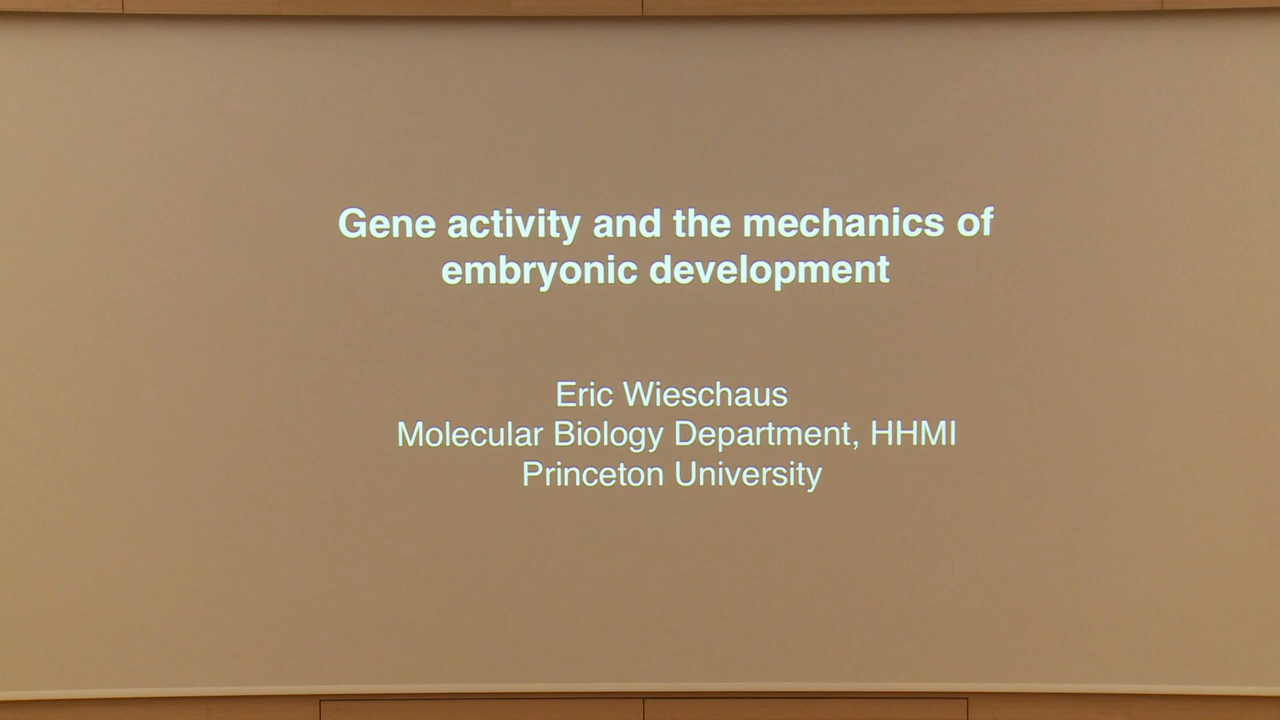 Gene activity and the mechanics of
embryonic development
Eric Wieschaus
Molecular Biology Department, HHMI
Princeton University